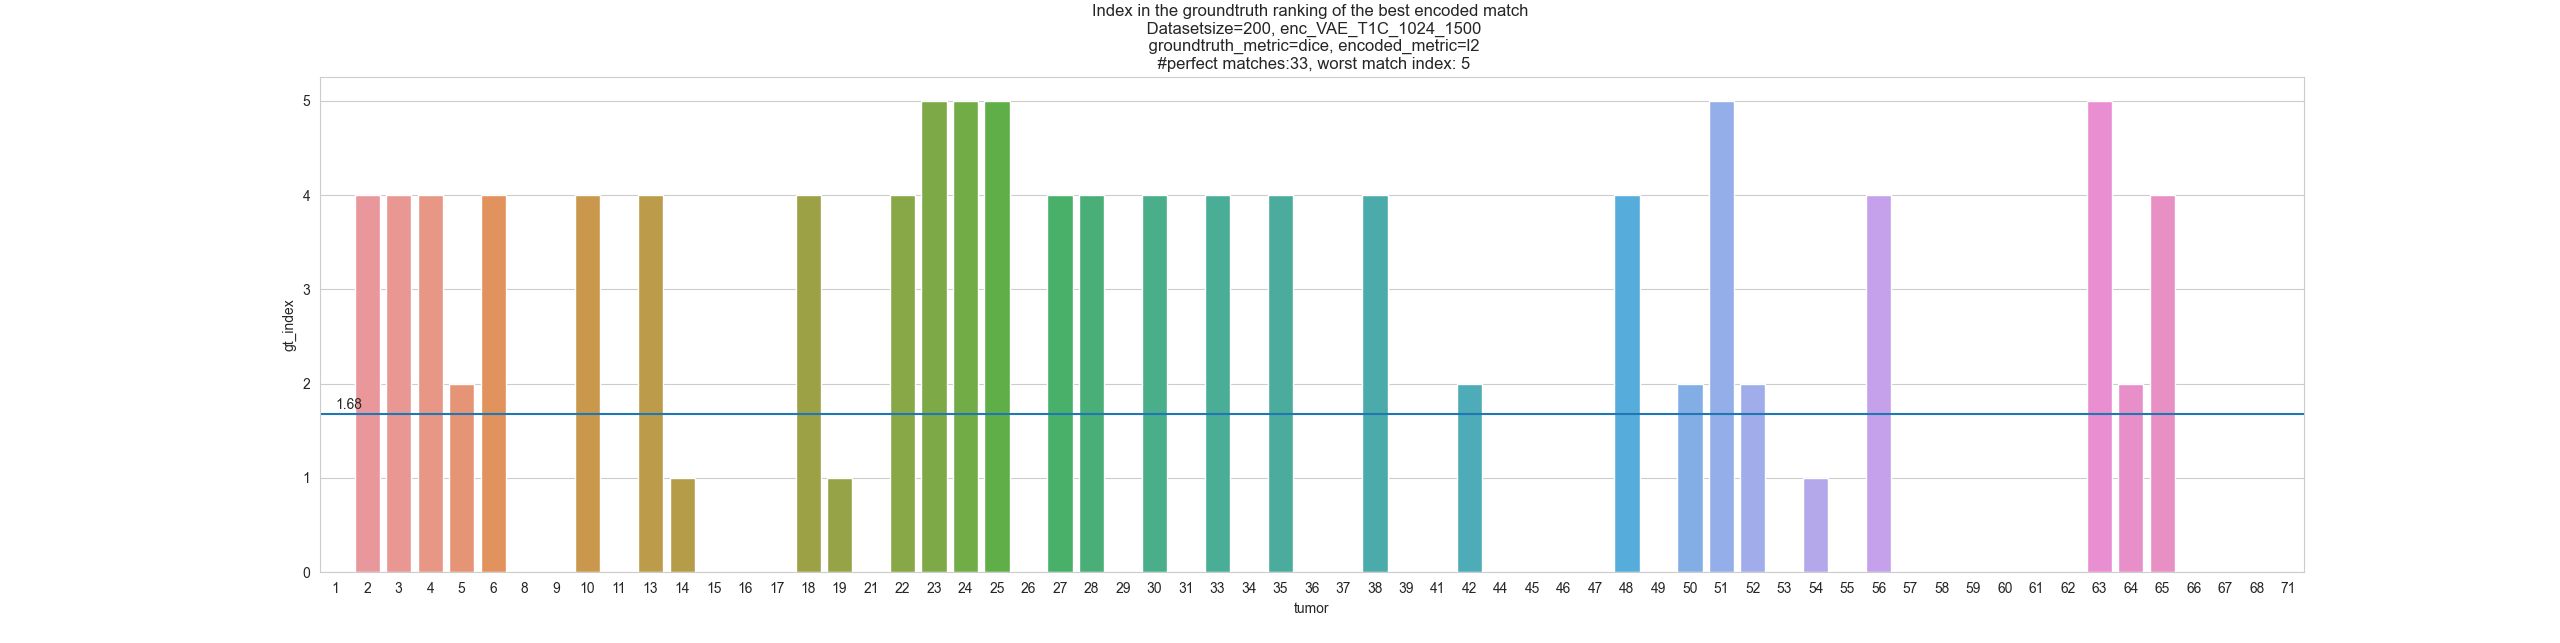 Index in the groundtruth ranking of the best encoded match
Datasetsize=200, enc_VAE_T1C_1024_1500
groundtruth_metric=dice, encoded_metric=l2
#perfect matches:33, worst match index: 5
5
4
3
2
1
0
gt_index
1.68
1 2 3 4 5 6 8 9 10 11 13 14 15 16 17 18 19 21 22 23 24 25 26 27 28 29 30 31 33 34 35 36 37 38 39 41 42 44 45 46 47 48 49 50 51 52 53 54 55 56 57 58 59 60 61 62 63 64 65 66 67 68 71
tumor